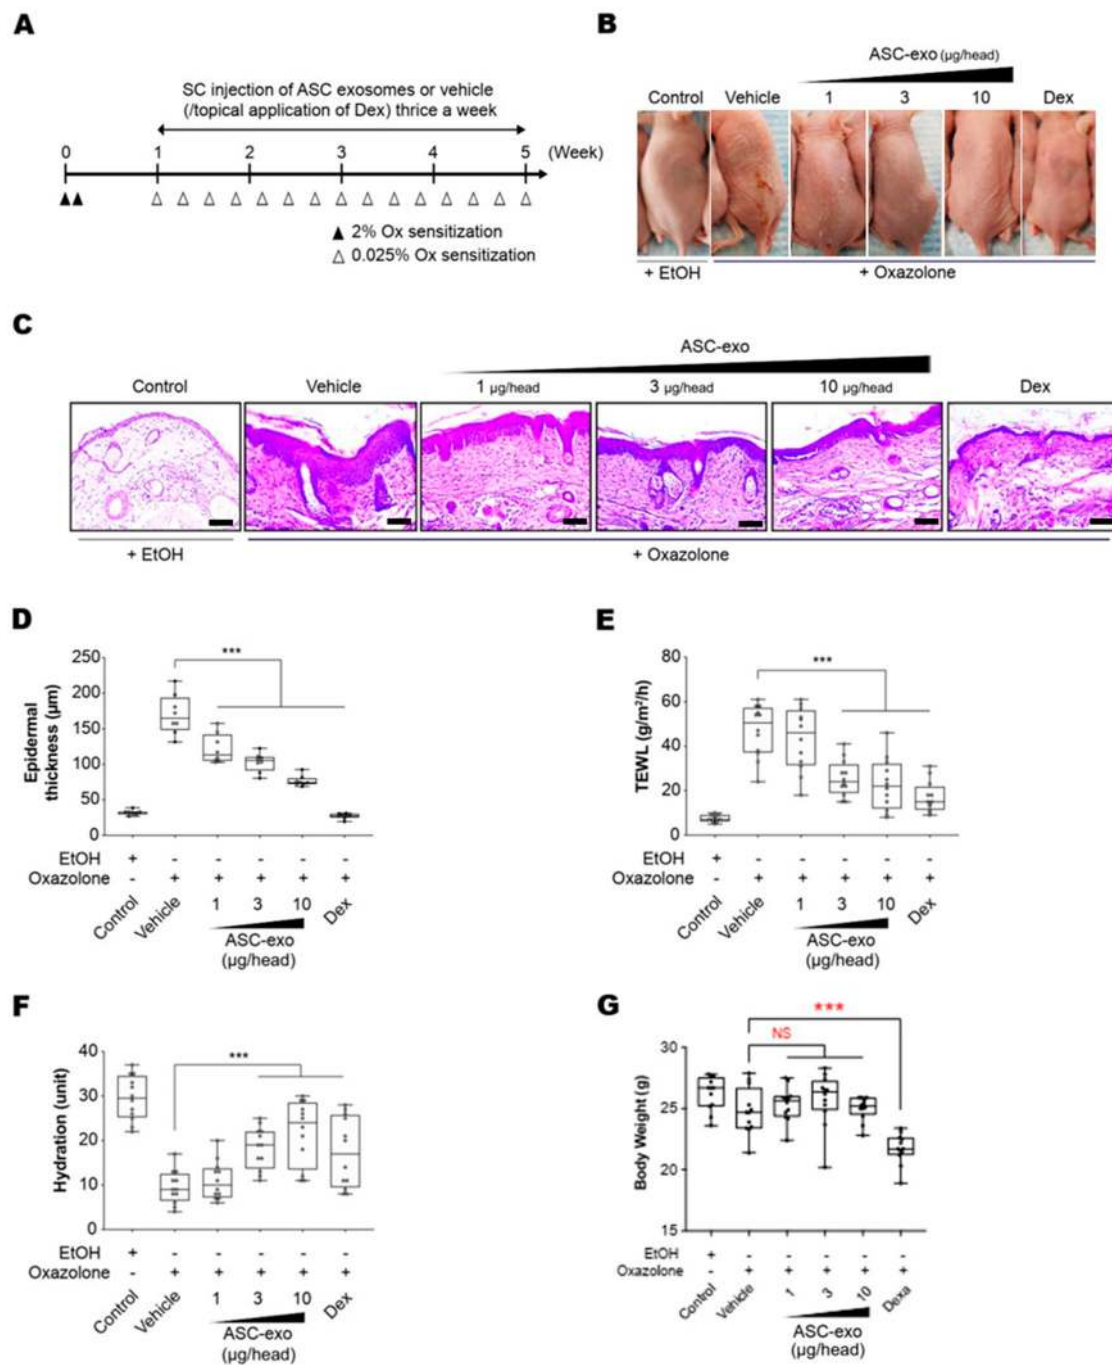 A
SC injection of ASC exosomes or vehicle
(/topical application of Dex) thrice a week
0 1 2 3 4 5 (Week)
▲ 2% Ox sensitization
△ 0.025% Ox sensitization
B
ASC-exo (µg/head)
Control Vehicle 1 3 10 Dex
+ EtOH + Oxazolone
C
ASC-exo
Control Vehicle 1 µg/head 3 µg/head 10 µg/head Dex
+ EtOH + Oxazolone
D
Epidermal
thickness (µm)
250
200
150
100
50
0
***
EtOH + - - - - -
Oxazolone - + + + + +
Control Vehicle 1 3 10 Dex
ASC-exo
(µg/head)
E
TEWL (g/m²/h)
80
60
40
20
0
***
EtOH + - - - - -
Oxazolone - + + + + +
Control Vehicle 1 3 10 Dex
ASC-exo
(µg/head)
F
Hydration (unit)
40
30
20
10
0
***
EtOH + - - - - -
Oxazolone - + + + + +
Control Vehicle 1 3 10 Dex
ASC-exo
(µg/head)
G
Body Weight (g)
30
25
20
15
***
NS
EtOH + - - - - -
Oxazolone - + + + + +
Control Vehicle 1 3 10 Dexa
ASC-exo
(µg/head)